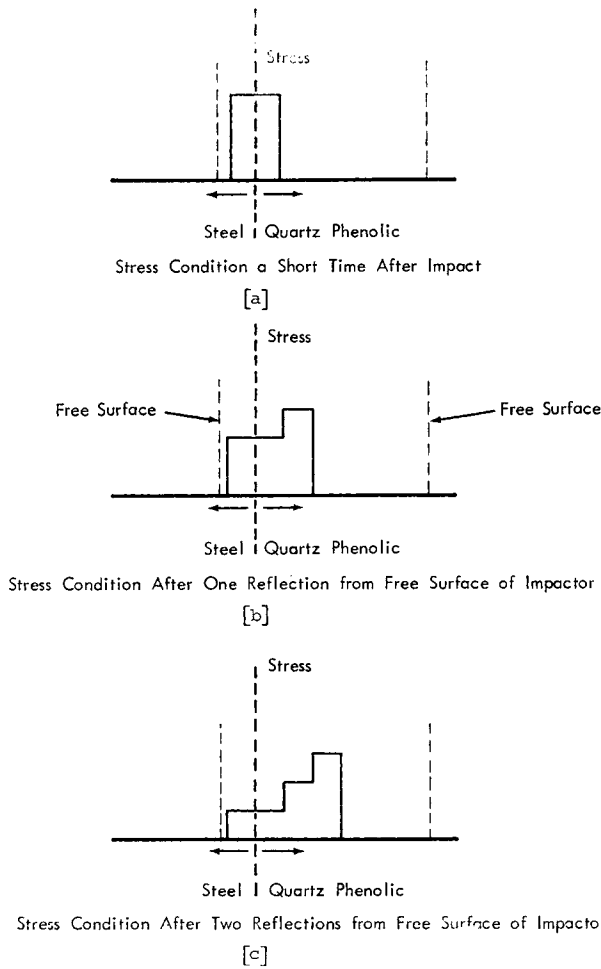 Stress
Steel Quartz Phenolic
Stress Condition a Short Time After Impact
[a]
Stress
Free Surface
Free Surface
Steel Quartz Phenolic
Stress Condition After One Reflection from Free Surface of Impactor
[b]
Stress
Steel Quartz Phenolic
Stress Condition After Two Reflections from Free Surface of Impacto
[c]